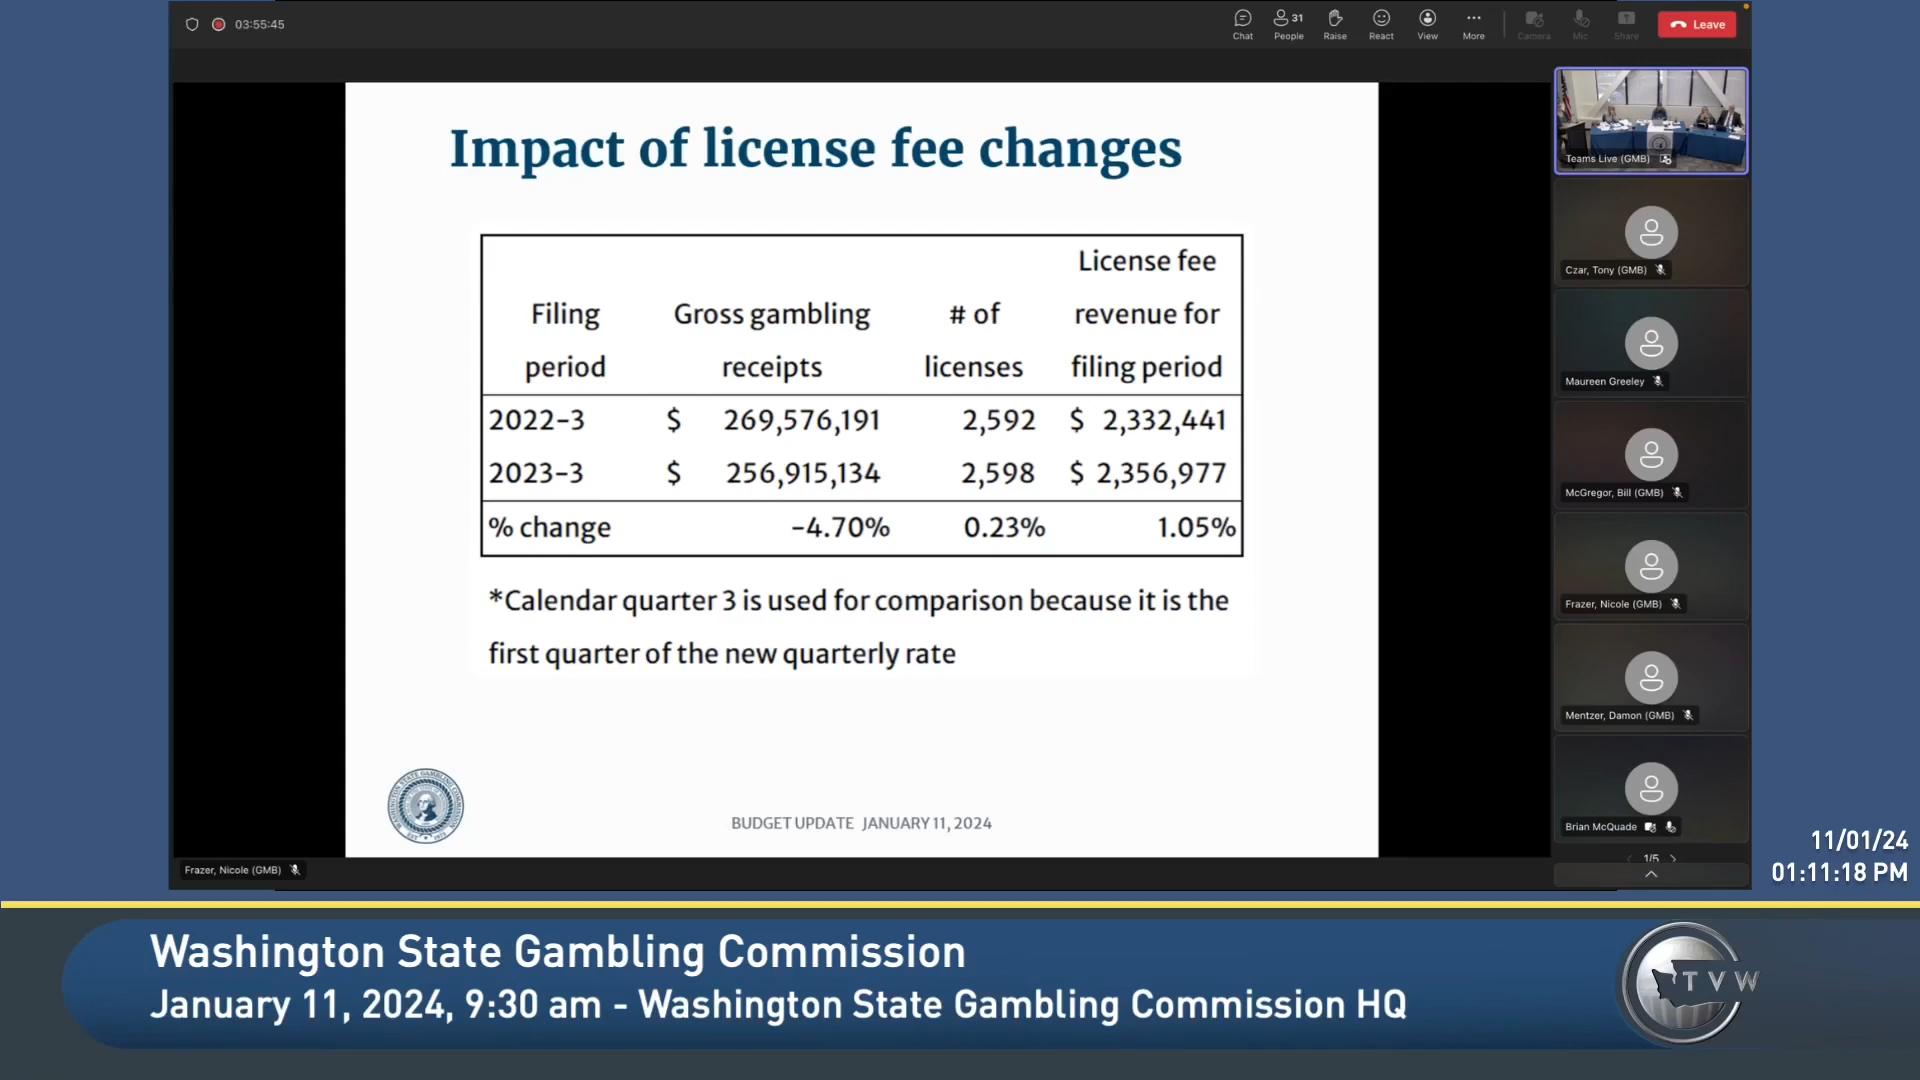 03:55:45
Chat
31
People
Raise
React
View
More
Camera
Mic
Share
Leave
Impact of license fee changes
License fee
Filing Gross gambling # of revenue for
period receipts licenses filing period
2022-3 $ 269,576,191 2,592 $ 2,332,441
2023-3 $ 256,915,134 2,598 $ 2,356,977
% change -4.70% 0.23% 1.05%
*Calendar quarter 3 is used for comparison because it is the
first quarter of the new quarterly rate
WASHINGTON STATE GAMBLING COMMISSION
BUDGET UPDATE JANUARY 11, 2024
Frazer, Nicole (GMB)
Teams Live (GMB)
Czar, Tony (GMB)
Maureen Greeley
McGregor, Bill (GMB)
Frazer, Nicole (GMB)
Mentzer, Damon (GMB)
Brian McQuade
1/5
11/01/24
01:11:18 PM
Washington State Gambling Commission
January 11, 2024, 9:30 am - Washington State Gambling Commission HQ
TVW